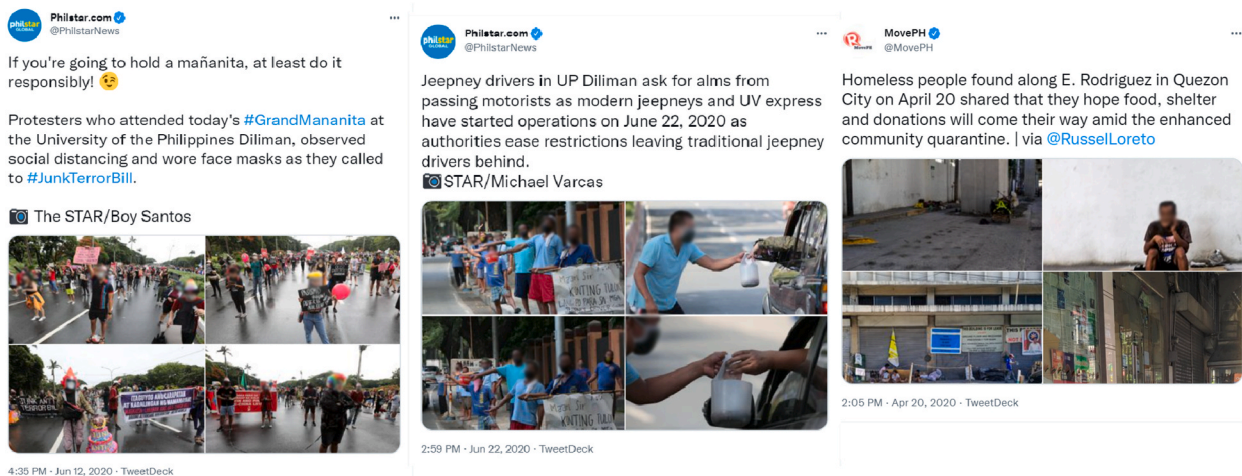 Philstar.com
@PhilstarNews
If you're going to hold a mañanita, at least do it
responsibly! 😉
Protesters who attended today's #GrandMananita at
the University of the Philippines Diliman, observed
social distancing and wore face masks as they called
to #JunkTerrorBill.
📷 The STAR/Boy Santos
4:35 PM · Jun 12, 2020 · TweetDeck
philstar
GLOBAL
Philstar.com
@PhilstarNews
Jeepney drivers in UP Diliman ask for alms from
passing motorists as modern jeepneys and UV express
have started operations on June 22, 2020 as
authorities ease restrictions leaving traditional jeepney
drivers behind.
📷STAR/Michael Varcas
KINTING TULONG
2:59 PM · Jun 22, 2020 · TweetDeck
MovePH
MovePH
@MovePH
Homeless people found along E. Rodriguez in Quezon
City on April 20 shared that they hope food, shelter
and donations will come their way amid the enhanced
community quarantine. | via @RusselLoreto
2:05 PM · Apr 20, 2020 · TweetDeck